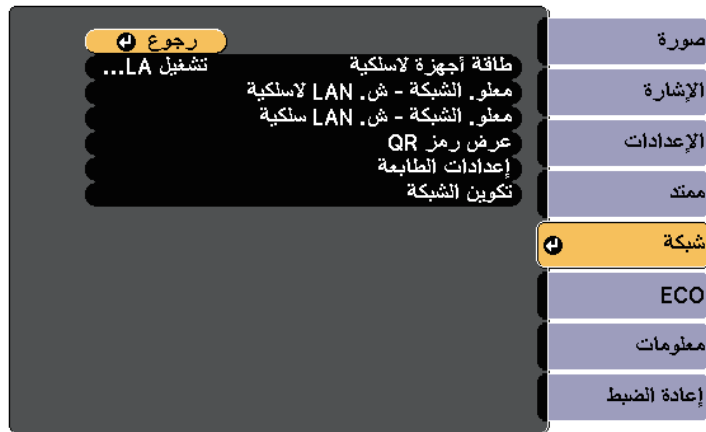 صورة
الإشارة
الإعدادات
ممتد
شبكة
ECO
معلومات
إعادة الضبط
رجوع
طاقة أجهزة لاسلكية تشغيل LA...
معلو. الشبكة - ش. LAN لاسلكية
معلو. الشبكة - ش. LAN سلكية
عرض رمز QR
إعدادات الطابعة
تكوين الشبكة